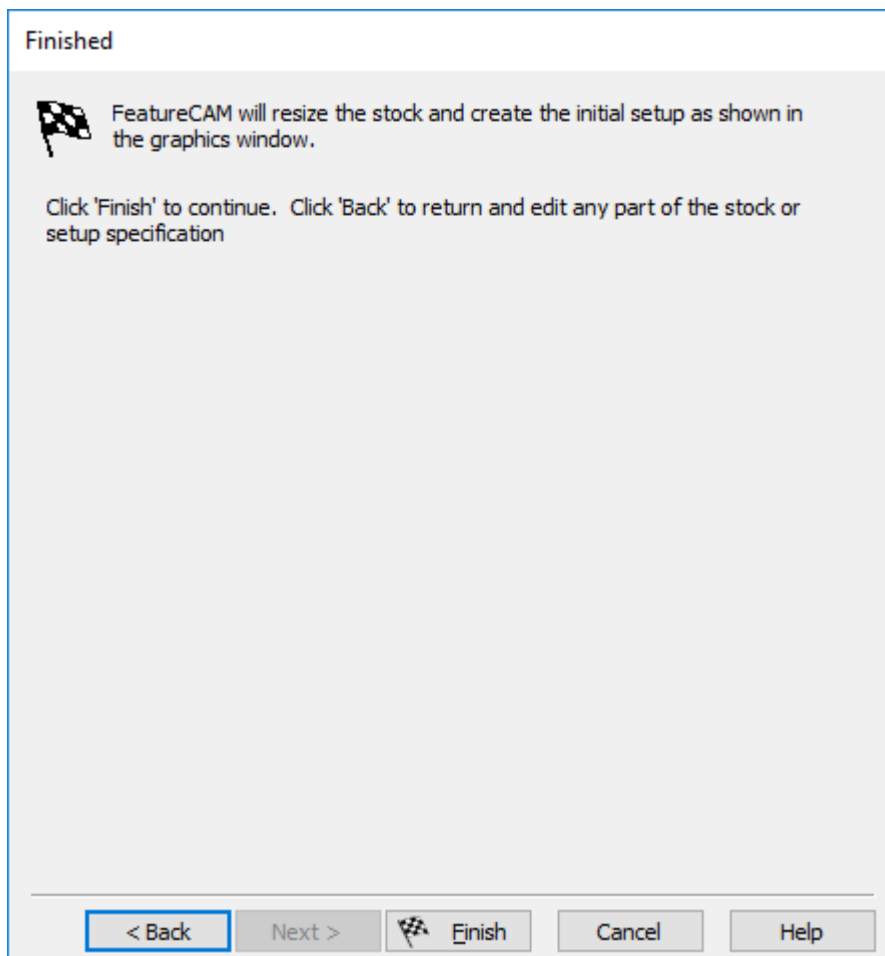 Finished
FeatureCAM will resize the stock and create the initial setup as shown in
the graphics window.
Click 'Finish' to continue.  Click 'Back' to return and edit any part of the stock or
setup specification
< Back Next > Finish Cancel Help